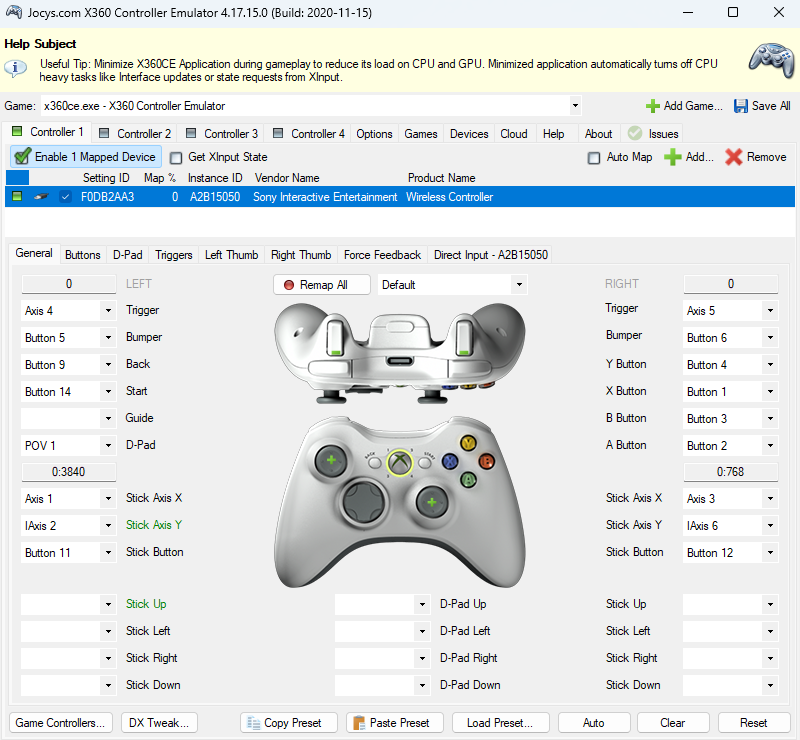 Jocys.com X360 Controller Emulator 4.17.15.0 (Build: 2020-11-15)
Help Subject
Useful Tip: Minimize X360CE Application during gameplay to reduce its load on CPU and GPU. Minimized application automatically turns off CPU
heavy tasks like Interface updates or state requests from XInput.
Game: x360ce.exe - X360 Controller Emulator Add Game... Save All
Controller 1 Controller 2 Controller 3 Controller 4 Options Games Devices Cloud Help About Issues
Enable 1 Mapped Device Get XInput State Auto Map Add... Remove
Setting ID Map % Instance ID Vendor Name Product Name
F0DB2AA3 0 A2B15050 Sony Interactive Entertainment Wireless Controller
General Buttons D-Pad Triggers Left Thumb Right Thumb Force Feedback Direct Input - A2B15050
0 LEFT Remap All Default RIGHT 0
Axis 4 Trigger Trigger Axis 5
Button 5 Bumper Bumper Button 6
Button 9 Back Y Button Button 4
Button 14 Start X Button Button 1
Guide B Button Button 3
POV 1 D-Pad A Button Button 2
BACK START Y X B A
0:3840 0:768
Axis 1 Stick Axis X Stick Axis X Axis 3
IAxis 2 Stick Axis Y Stick Axis Y IAxis 6
Button 11 Stick Button Stick Button Button 12
Stick Up D-Pad Up Stick Up
Stick Left D-Pad Left Stick Left
Stick Right D-Pad Right Stick Right
Stick Down D-Pad Down Stick Down
Game Controllers... DX Tweak... Copy Preset Paste Preset Load Preset... Auto Clear Reset